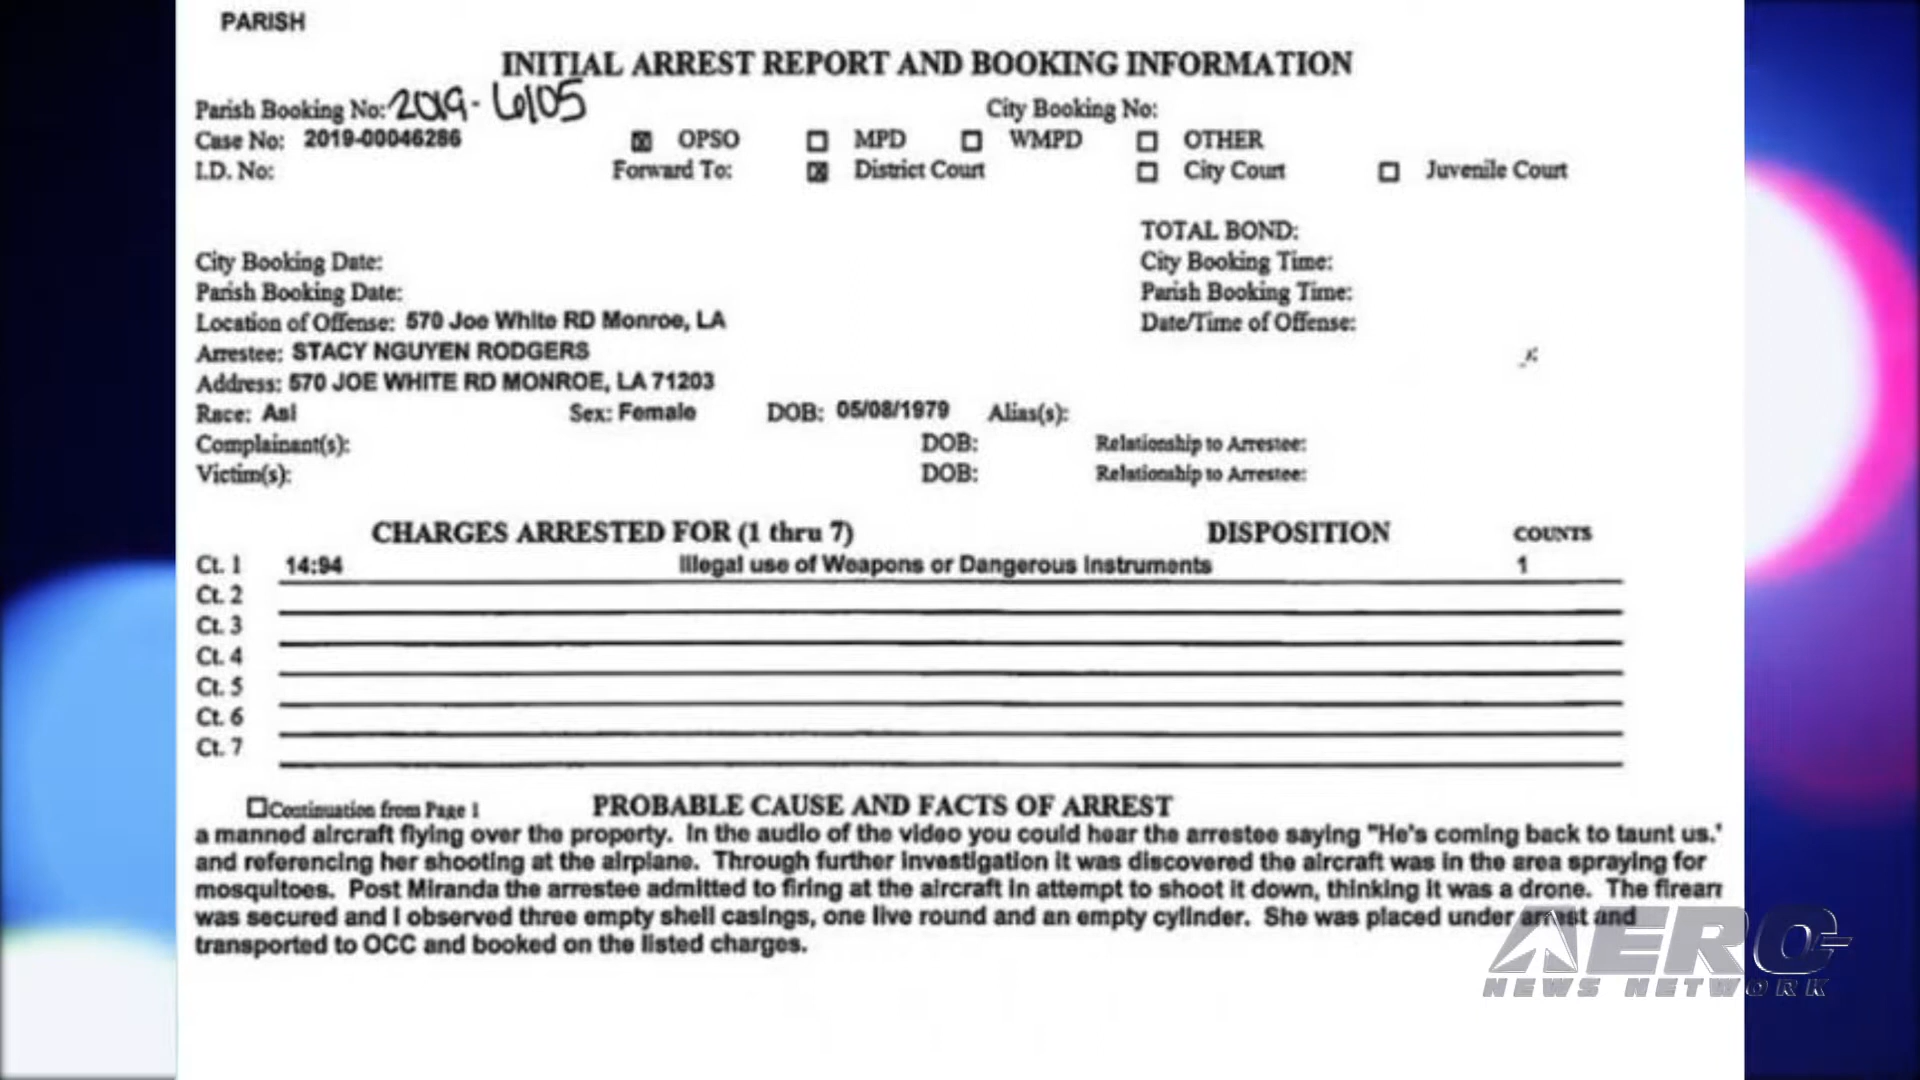 PARISH
INITIAL ARREST REPORT AND BOOKING INFORMATION
Parish Booking No: 2019-6105 City Booking No:
Case No: 2019-00046286 ☒ OPSO ☐ MPD ☐ WMPD ☐ OTHER
I.D. No: Forward To: ☒ District Court ☐ City Court ☐ Juvenile Court
TOTAL BOND:
City Booking Date: City Booking Time:
Parish Booking Date: Parish Booking Time:
Location of Offense: 570 Joe White RD Monroe, LA Date/Time of Offense:
Arrestee: STACY NGUYEN RODGERS
Address: 570 JOE WHITE RD MONROE, LA 71203
Race: Asi Sex: Female DOB: 05/08/1979 Alias(s):
Complainant(s): DOB: Relationship to Arrestee:
Victim(s): DOB: Relationship to Arrestee:
CHARGES ARRESTED FOR (1 thru 7) DISPOSITION COUNTS
Ct. 1 14:94 Illegal use of Weapons or Dangerous Instruments 1
Ct. 2
Ct. 3
Ct. 4
Ct. 5
Ct. 6
Ct. 7
☐Continuation from Page 1 PROBABLE CAUSE AND FACTS OF ARREST
a manned aircraft flying over the property. In the audio of the video you could hear the arrestee saying "He's coming back to taunt us.'
and referencing her shooting at the airplane. Through further investigation it was discovered the aircraft was in the area spraying for
mosquitoes. Post Miranda the arrestee admitted to firing at the aircraft in attempt to shoot it down, thinking it was a drone. The firearm
was secured and I observed three empty shell casings, one live round and an empty cylinder. She was placed under arrest and
transported to OCC and booked on the listed charges.
AERO
NEWS NETWORK